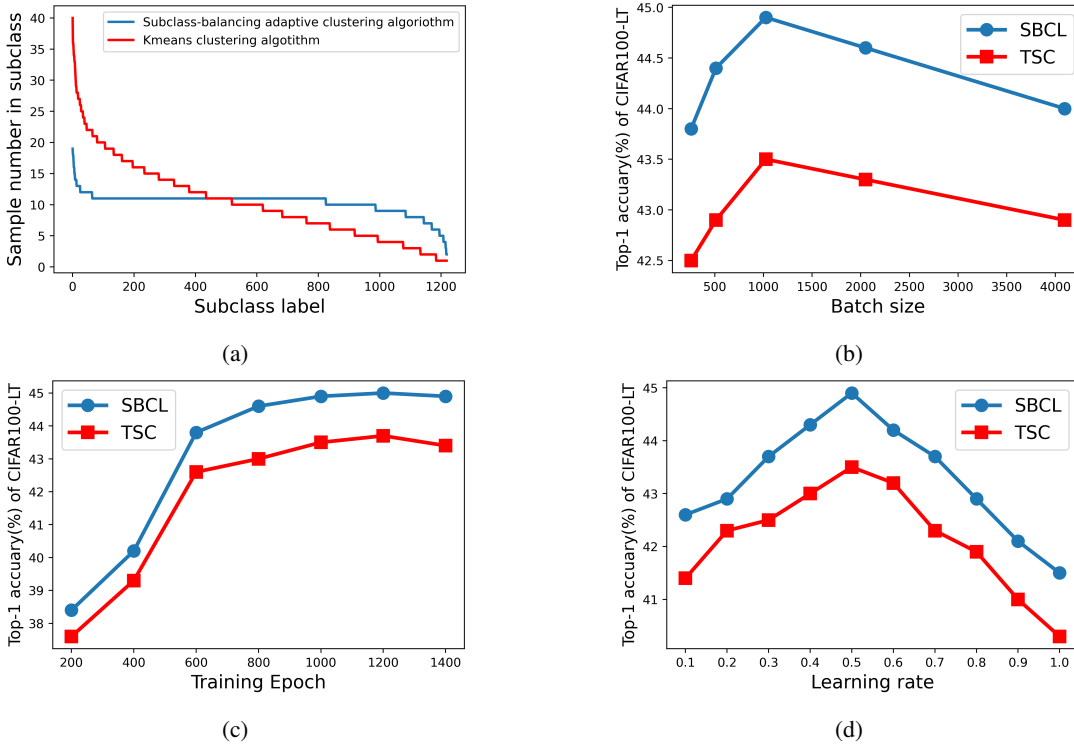 Sample number in subclass
40
35
30
25
20
15
10
5
0
Subclass-balancing adaptive clustering algoriothm
Kmeans clustering algotithm
0 200 400 600 800 1000 1200
Subclass label
(a)
Top-1 accuary(%) of CIFAR100-LT
45.0
44.5
44.0
43.5
43.0
42.5
SBCL
TSC
500 1000 1500 2000 2500 3000 3500 4000
Batch size
(b)
Top-1 accuary(%) of CIFAR100-LT
45
44
43
42
41
40
39
38
SBCL
TSC
200 400 600 800 1000 1200 1400
Training Epoch
(c)
Top-1 accuary(%) of CIFAR100-LT
45
44
43
42
41
SBCL
TSC
0.1 0.2 0.3 0.4 0.5 0.6 0.7 0.8 0.9 1.0
Learning rate
(d)